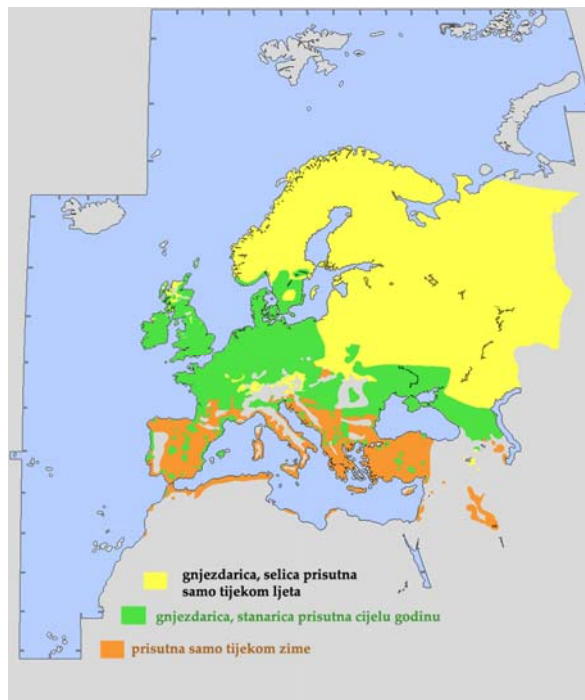 gnjezdarica, selica prisutna
samo tijekom ljeta
gnjezdarica, stanarica prisutna cijelu godinu
prisutna samo tijekom zime